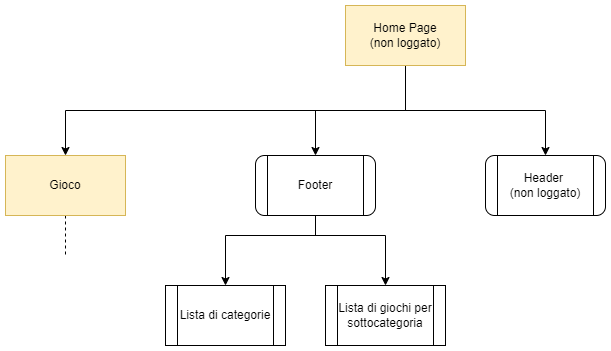 Home Page
(non loggato)
Gioco
Footer
Header
(non loggato)
Lista di categorie
Lista di giochi per
sottocategoria